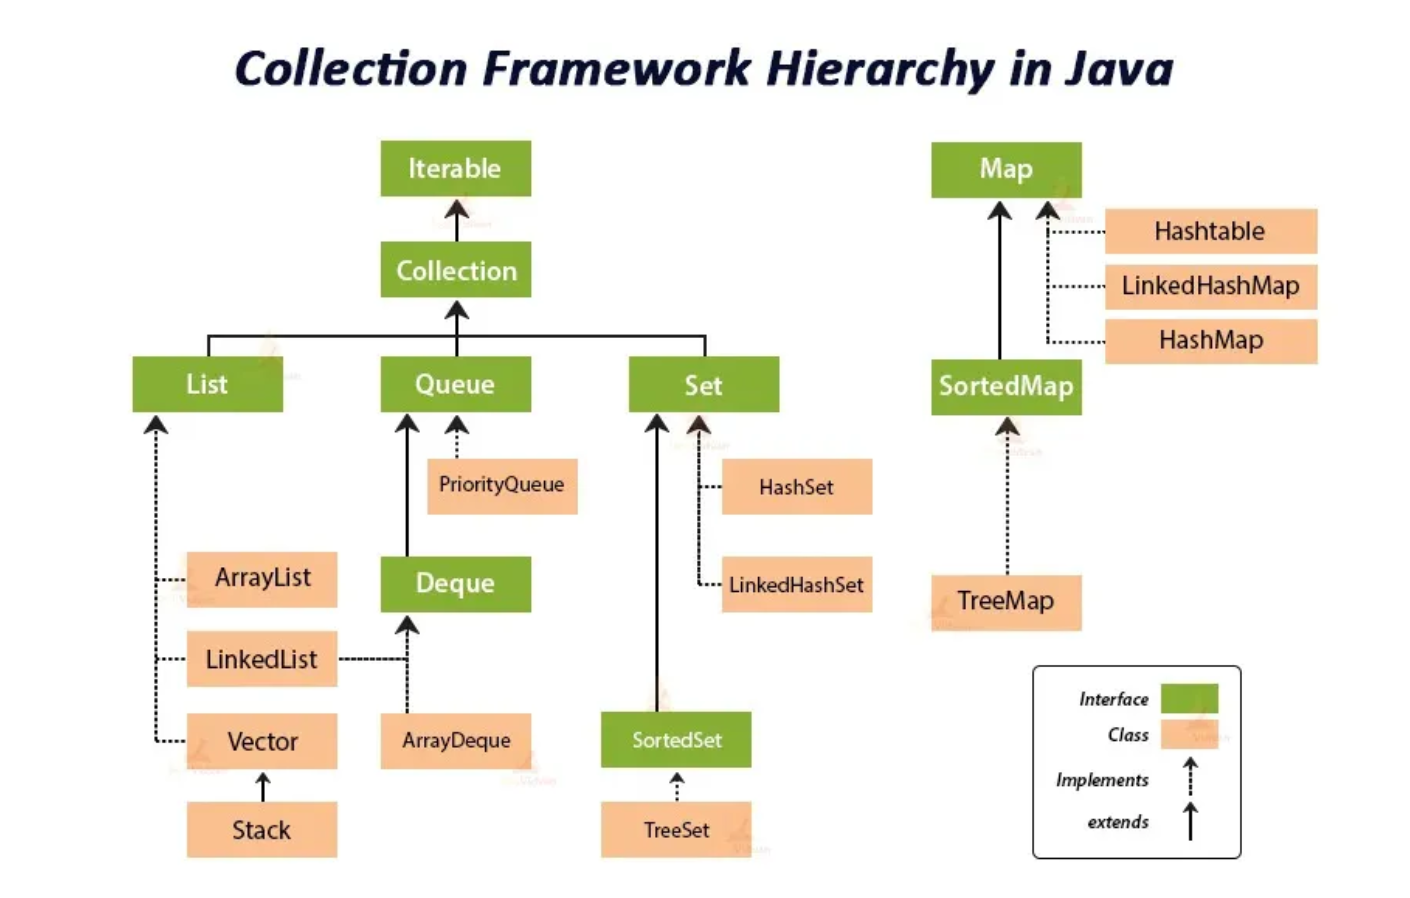 Collection Framework Hierarchy in Java
Iterable
Map
Hashtable
Collection
LinkedHashMap
HashMap
List
Queue
Set
SortedMap
PriorityQueue
HashSet
ArrayList
Deque
LinkedHashSet
TreeMap
LinkedList
Vector
ArrayDeque
SortedSet
Stack
TreeSet
Interface
Class
Implements
extends